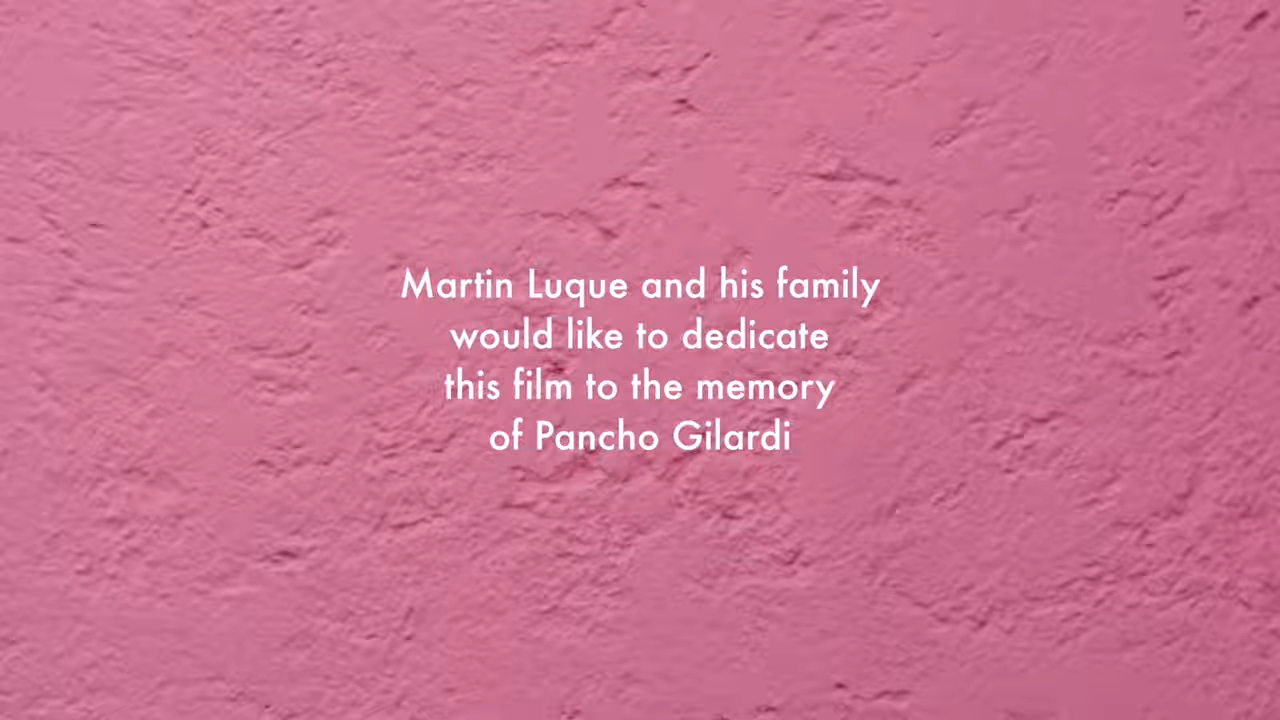 Martin Luque and his family
would like to dedicate
this film to the memory
of Pancho Gilardi